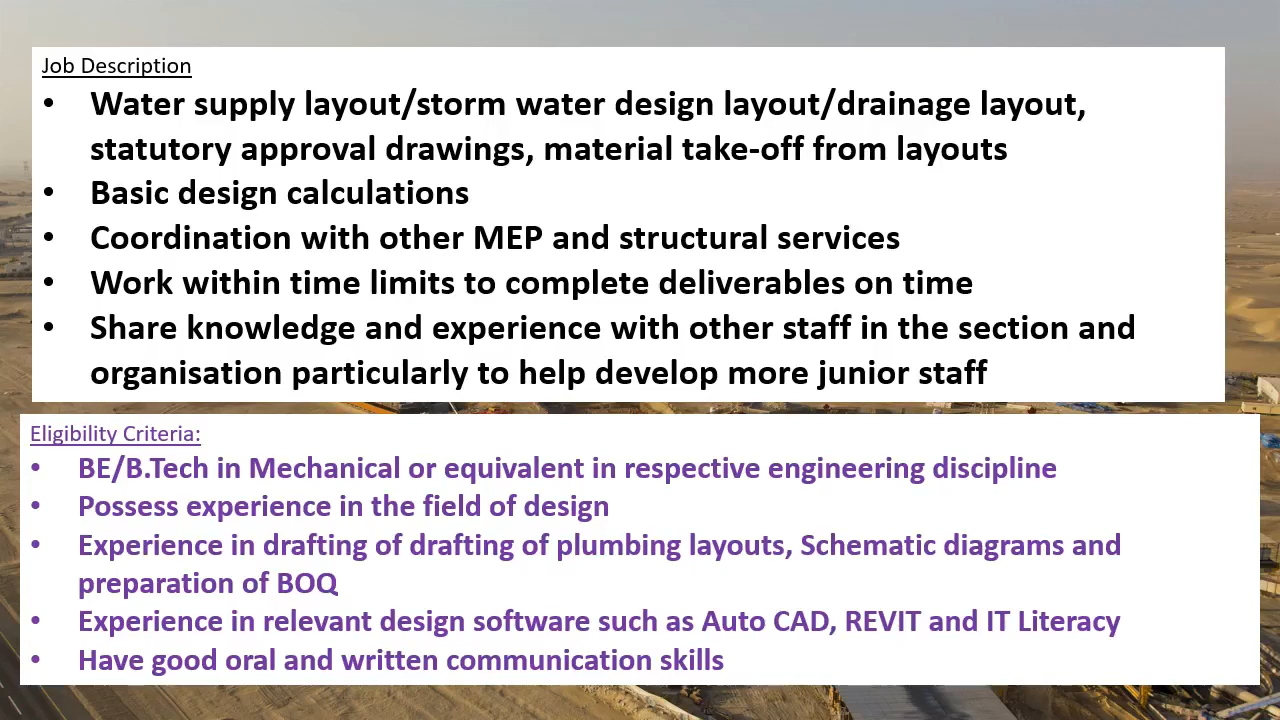 Job Description
• Water supply layout/storm water design layout/drainage layout,
statutory approval drawings, material take-off from layouts
• Basic design calculations
• Coordination with other MEP and structural services
• Work within time limits to complete deliverables on time
• Share knowledge and experience with other staff in the section and
organisation particularly to help develop more junior staff
Eligibility Criteria:
• BE/B.Tech in Mechanical or equivalent in respective engineering discipline
• Possess experience in the field of design
• Experience in drafting of drafting of plumbing layouts, Schematic diagrams and
preparation of BOQ
• Experience in relevant design software such as Auto CAD, REVIT and IT Literacy
• Have good oral and written communication skills